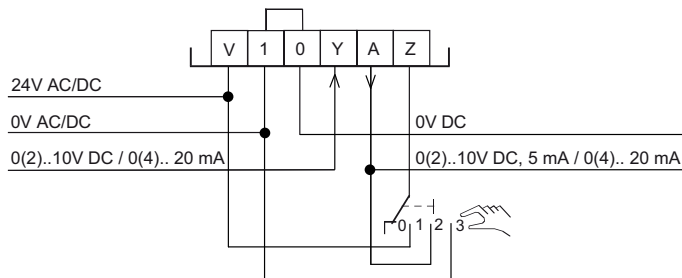 V 1 0 Y A Z
24V AC/DC
0V AC/DC
0V DC
0(2)..10V DC / 0(4).. 20 mA
0(2)..10V DC, 5 mA / 0(4).. 20 mA
0 1 2 3